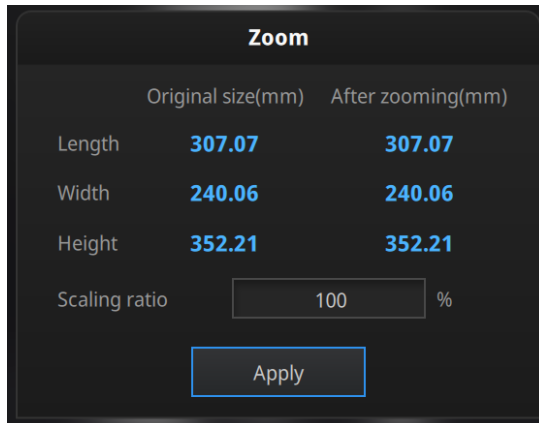 Zoom
Original size(mm) After zooming(mm)
Length 307.07 307.07
Width 240.06 240.06
Height 352.21 352.21
Scaling ratio 100 %
Apply